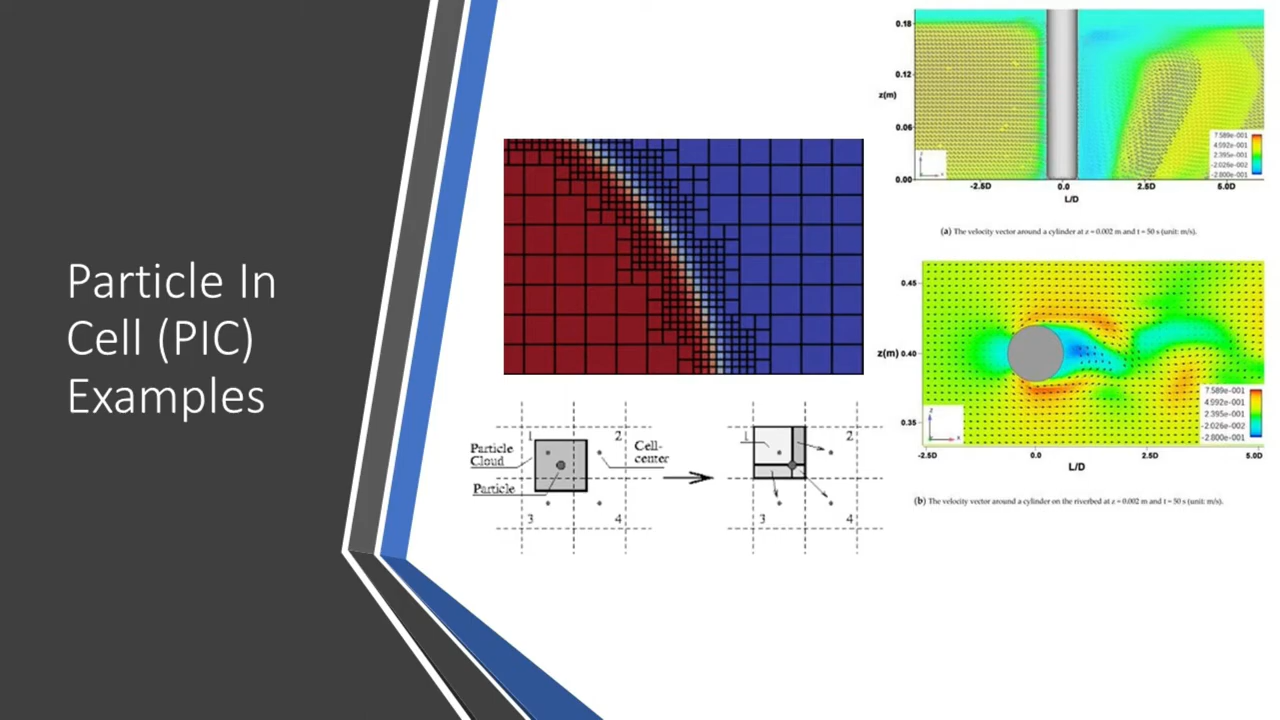 Particle In
Cell (PIC)
Examples
1
2
3
4
Particle
Cloud
Particle
Cell-
center
1
2
3
4
0.18
0.12
z(m)
0.06
0.00
-2.5D
0.0
2.5D
5.0D
L/D
7.589e-001
4.592e-001
2.395e-001
-2.026e-002
-2.800e-001
(a) The velocity vector around a cylinder at z = 0.002 m and t = 50 s (unit: m/s).
0.45
z(m) 0.40
0.35
-2.5D
0.0
2.5D
5.0D
L/D
7.589e-001
4.592e-001
2.395e-001
-2.026e-002
-2.800e-001
z
x
(b) The velocity vector around a cylinder on the riverbed at z = 0.002 m and t = 50 s (unit: m/s).